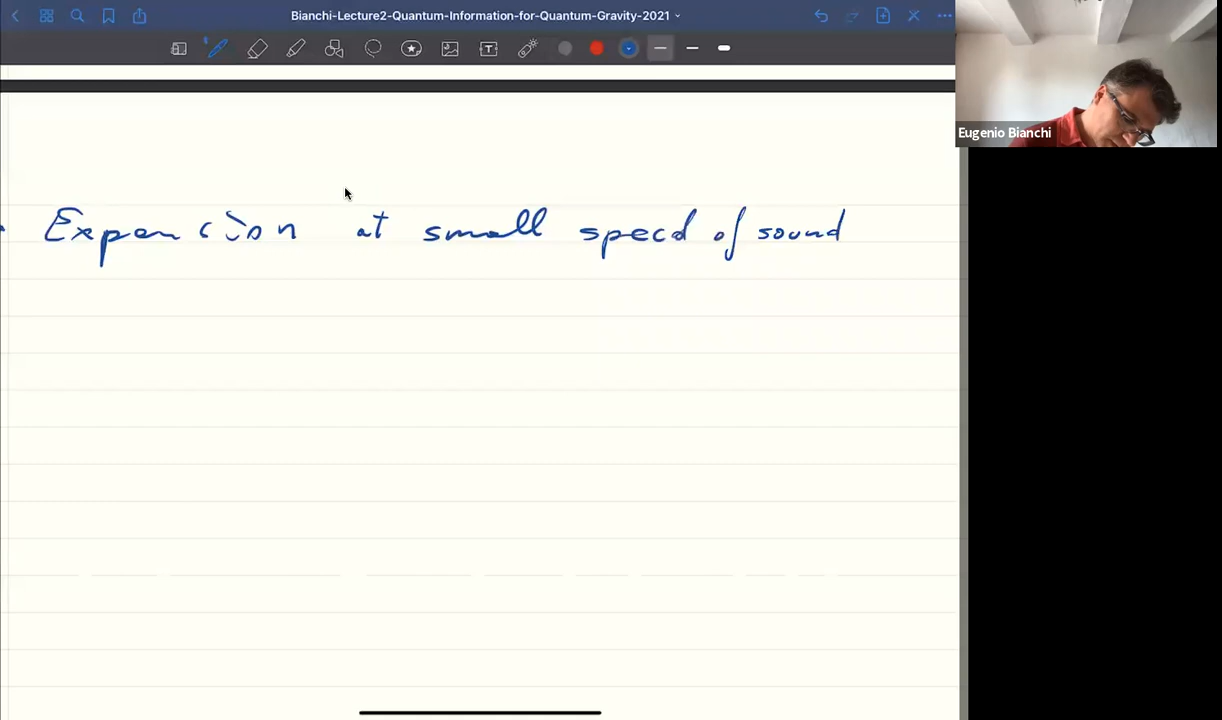 Bianchi-Lecture2-Quantum-Information-for-Quantum-Gravity-2021
Eugenio Bianchi
Expansion at small speed of sound